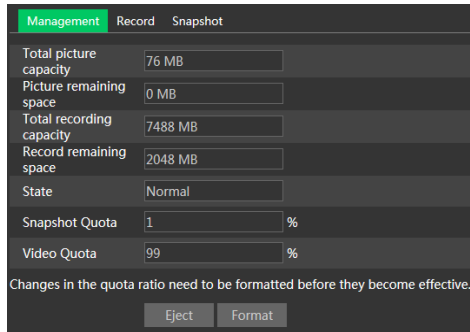 Management Record Snapshot
Total picture
capacity
76 MB
Picture remaining
space
0 MB
Total recording
capacity
7488 MB
Record remaining
space
2048 MB
State Normal
Snapshot Quota 1 %
Video Quota 99 %
Changes in the quota ratio need to be formatted before they become effective.
Eject Format